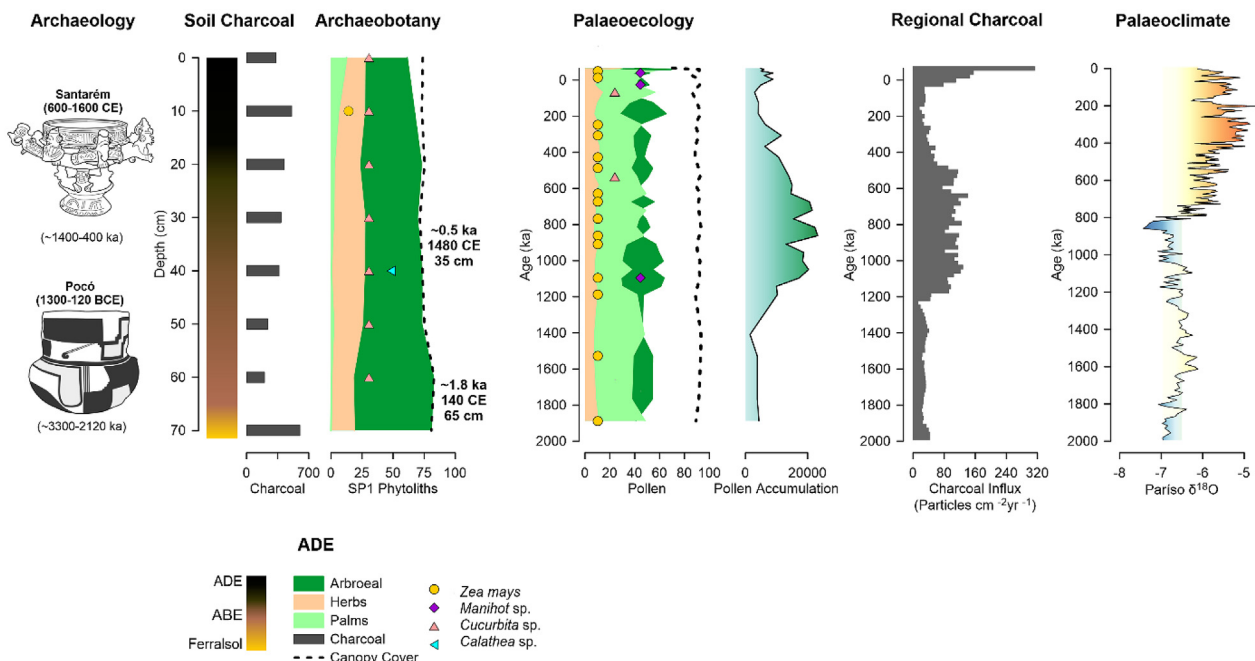 Archaeology
Soil Charcoal
Archaeobotany
Palaeoecology
Regional Charcoal
Palaeoclimate
Santarém
(600-1600 CE)
(~1400-400 ka)
Pocó
(1300-120 BCE)
(~3300-2120 ka)
Depth (cm)
0
10
20
30
40
50
60
70
0
700
Charcoal
~0.5 ka
1480 CE
35 cm
~1.8 ka
140 CE
65 cm
0 25 50 75 100
SP1 Phytoliths
Age (ka)
0
200
400
600
800
1000
1200
1400
1600
1800
2000
0 20 40 60 80 100
Pollen
0
20000
Pollen Accumulation
Age (ka)
0
200
400
600
800
1000
1200
1400
1600
1800
2000
0 80 160 240 320
Charcoal Influx
(Particles cm -2yr -1)
Age (ka)
0
200
400
600
800
1000
1200
1400
1600
1800
2000
-8 -7 -6 -5
Paríso δ18O
ADE
ADE
ABE
Ferralsol
Arbroeal
Herbs
Palms
Charcoal
Canopy Cover
Zea mays
Manihot sp.
Cucurbita sp.
Calathea sp.